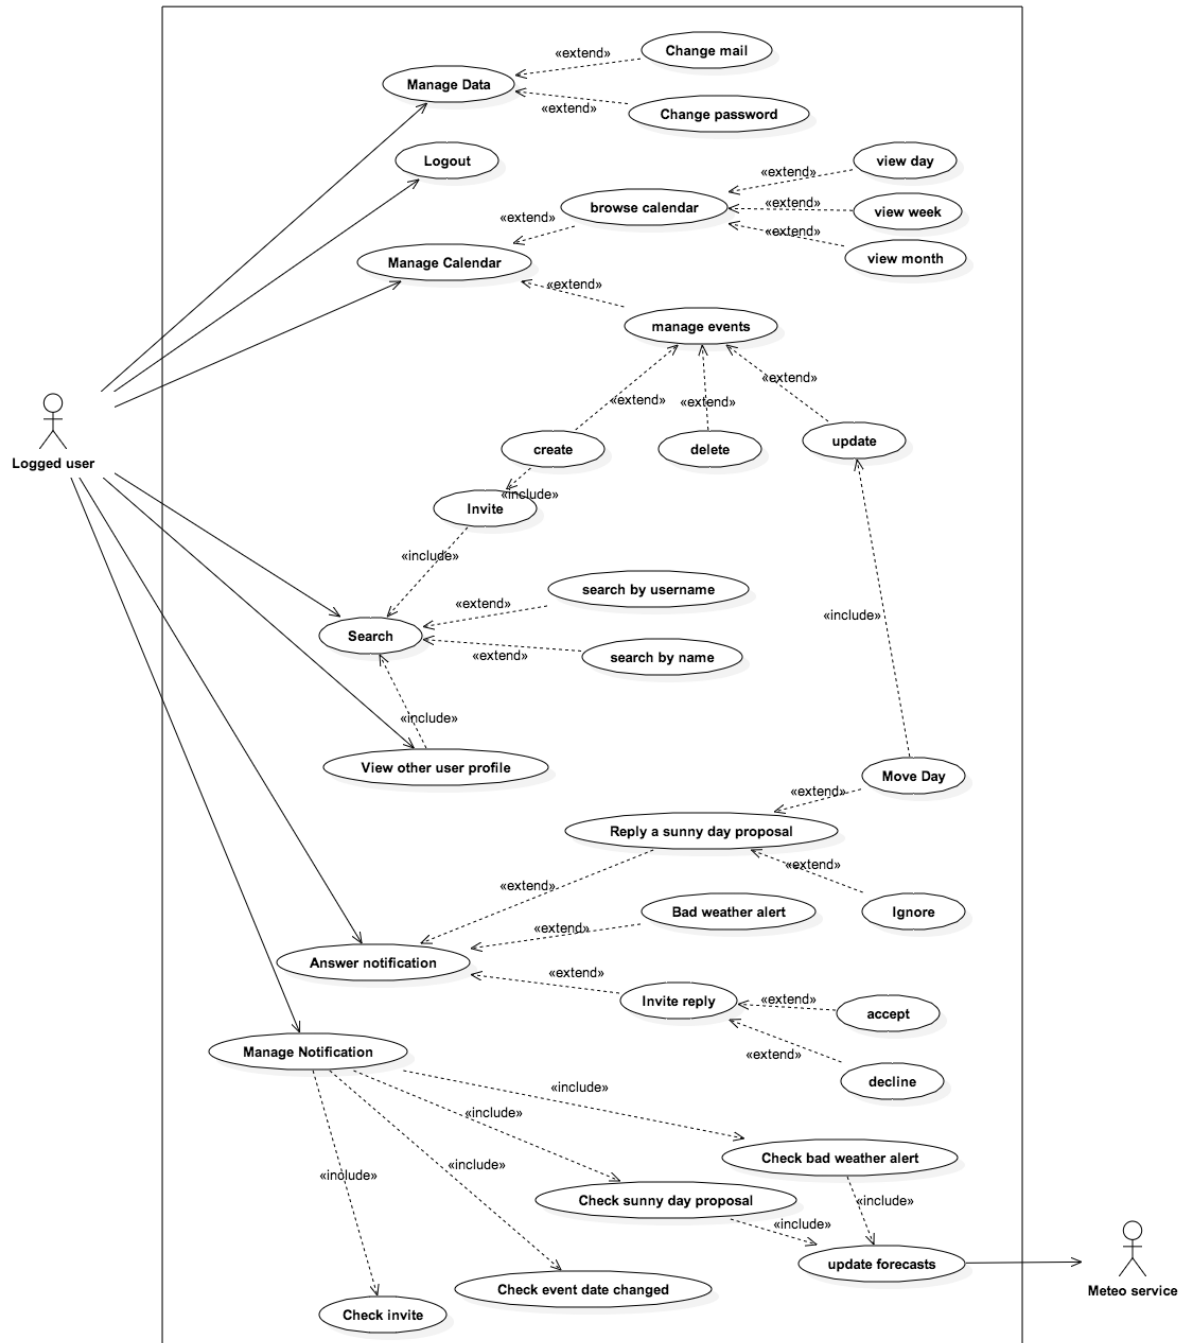 Change mail
«extend»
Manage Data
«extend»
Change password
Logout
view day
«extend»
browse calendar
«extend»
view week
«extend»
«extend»
view month
Manage Calendar
«extend»
manage events
«extend»
«extend»
«extend»
create
delete
update
Logged user
«include»
Invite
«include»
search by username
«extend»
«include»
Search
«extend»
search by name
«include»
View other user profile
Move Day
«extend»
Reply a sunny day proposal
«extend»
«extend»
Bad weather alert
Ignore
«extend»
Answer notification
«extend»
Invite reply
«extend»
accept
Manage Notification
«extend»
decline
«include»
«include»
Check bad weather alert
«include»
«include»
Check sunny day proposal
«include»
«include»
update forecasts
Check event date changed
Meteo service
Check invite